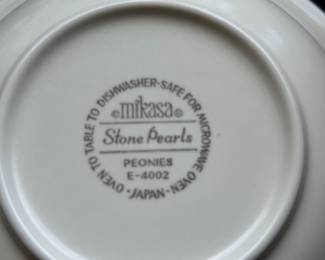 OVEN TO TABLE TO DISHWASHER-SAFE FOR MICROWAVE OVEN · JAPAN ·
©mikasa®
Stone Pearls
PEONIES
E-4002